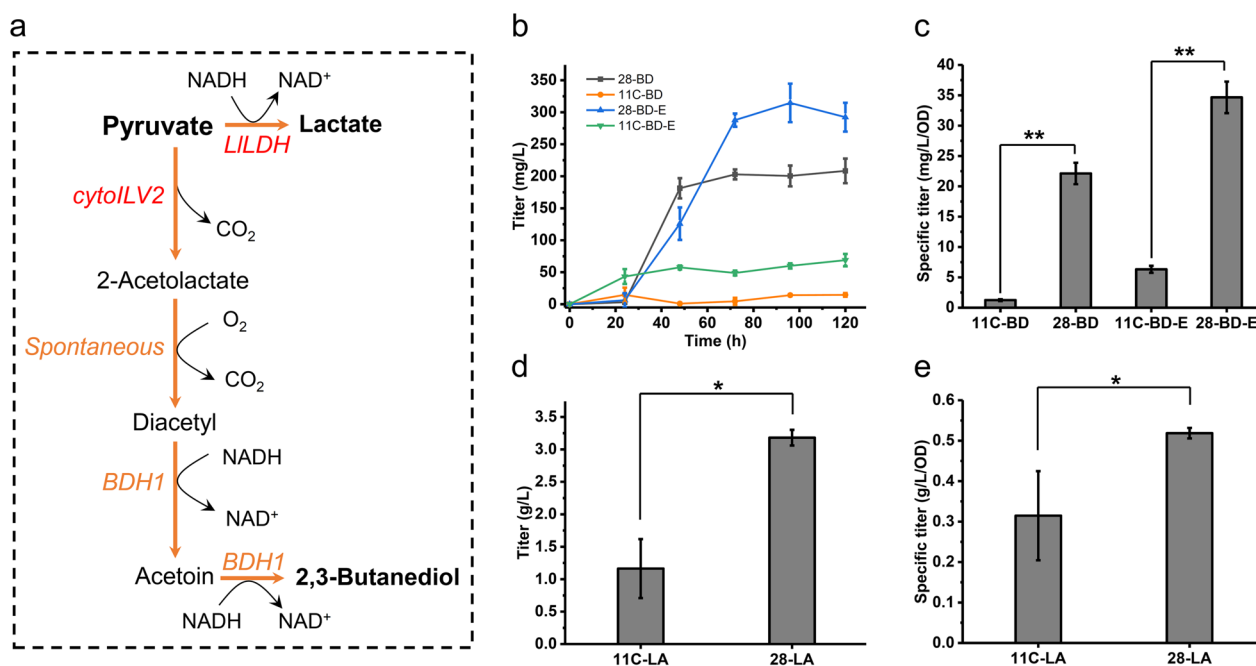 a
NADH NAD⁺
Pyruvate Lactate
LlLDH
cytoILV2
CO₂
2-Acetolactate
O₂
Spontaneous
CO₂
Diacetyl
NADH
BDH1
NAD⁺
BDH1
Acetoin 2,3-Butanediol
NADH NAD⁺
b
28-BD
11C-BD
28-BD-E
11C-BD-E
Titer (mg/L)
350
300
250
200
150
100
50
0
0 20 40 60 80 100 120
Time (h)
c
**
**
Specific titer (mg/L/OD)
40
35
30
25
20
15
10
5
0
11C-BD 28-BD 11C-BD-E 28-BD-E
d
*
Titer (g/L)
3.5
3.0
2.5
2.0
1.5
1.0
0.5
0.0
11C-LA 28-LA
e
*
Specific titer (g/L/OD)
0.6
0.5
0.4
0.3
0.2
0.1
0.0
11C-LA 28-LA